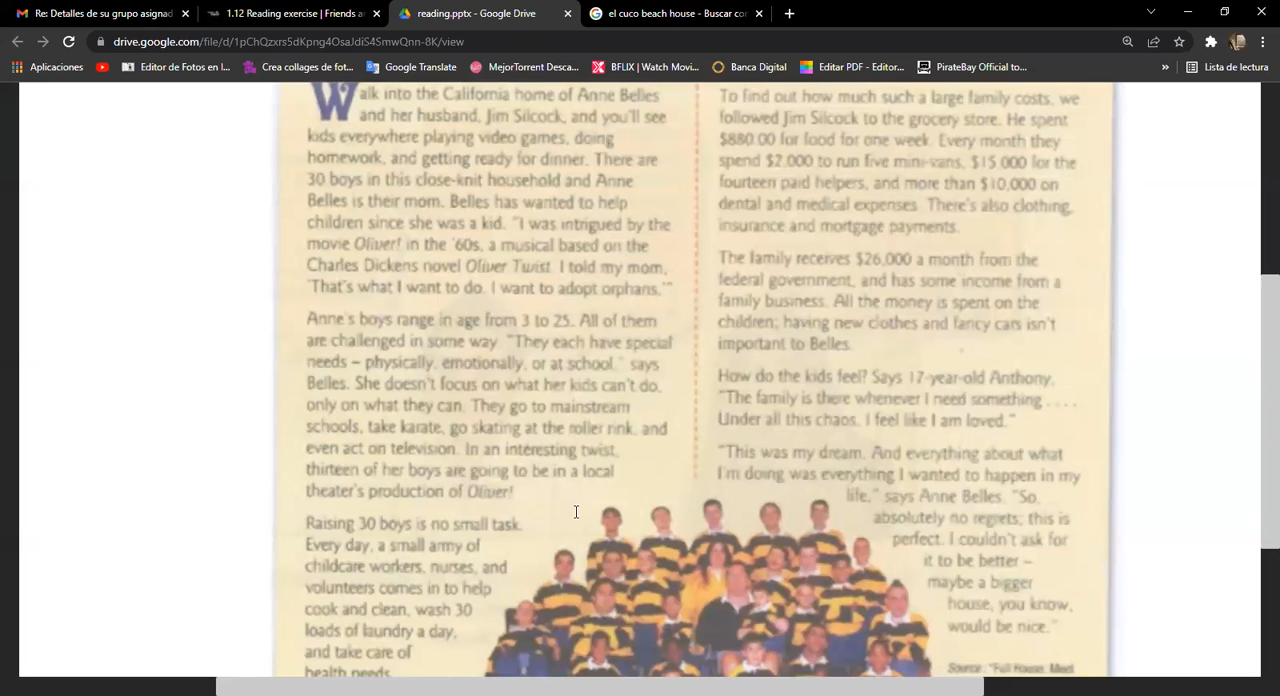 Re: Detalles de su grupo asignad
1.12 Reading exercise | Friends a
reading.pptx - Google Drive
el cuco beach house - Buscar con
drive.google.com/file/d/1pChQzxrs5dKpng4OsaJdiS4SmwQnn-8K/view
Aplicaciones
Editor de Fotos en l...
Crea collages de fot...
Google Translate
MejorTorrent Desca...
BFLIX | Watch Movi...
Banca Digital
Editar PDF - Editor...
PirateBay Official to...
»
Lista de lectura
Walk into the California home of Anne Belles
and her husband, Jim Silcock, and you'll see
kids everywhere playing video games, doing
homework, and getting ready for dinner. There are
30 boys in this close-knit household and Anne
Belles is their mom. Belles has wanted to help
children since she was a kid. "I was intrigued by the
movie Oliver! in the '60s, a musical based on the
Charles Dickens novel Oliver Twist. I told my mom,
'That's what I want to do. I want to adopt orphans.'"
Anne's boys range in age from 3 to 25. All of them
are challenged in some way. "They each have special
needs – physically, emotionally, or at school," says
Belles. She doesn't focus on what her kids can't do,
only on what they can. They go to mainstream
schools, take karate, go skating at the roller rink, and
even act on television. In an interesting twist,
thirteen of her boys are going to be in a local
theater's production of Oliver!
Raising 30 boys is no small task.
Every day, a small army of
childcare workers, nurses, and
volunteers comes in to help
cook and clean, wash 30
loads of laundry a day,
and take care of
health needs.
To find out how much such a large family costs, we
followed Jim Silcock to the grocery store. He spent
$880.00 for food for one week. Every month they
spend $2,000 to run five mini-vans, $15,000 for the
fourteen paid helpers, and more than $10,000 on
dental and medical expenses. There's also clothing,
insurance and mortgage payments.
The family receives $26,000 a month from the
federal government, and has some income from a
family business. All the money is spent on the
children; having new clothes and fancy cars isn't
important to Belles.
How do the kids feel? Says 17-year-old Anthony,
"The family is there whenever I need something . . . .
Under all this chaos, I feel like I am loved."
"This was my dream. And everything about what
I'm doing was everything I wanted to happen in my
life," says Anne Belles. "So,
absolutely no regrets; this is
perfect. I couldn't ask for
it to be better –
maybe a bigger
house, you know,
would be nice."
Source: "Full House: Meet